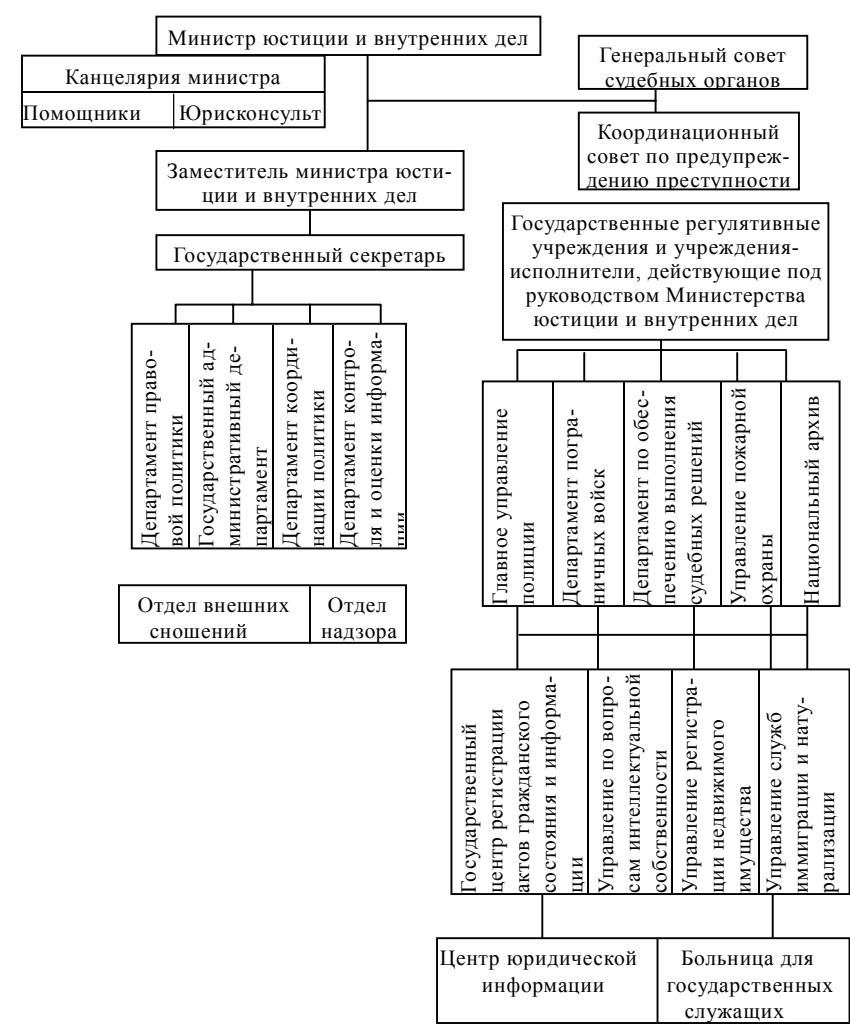 Министр юстиции и внутренних дел
Канцелярия министра
Помощники
Юрисконсульт
Генеральный совет
судебных органов
Координационный
совет по предупреж-
дению преступности
Заместитель министра юсти-
ции и внутренних дел
Государственный секретарь
Государственные регулятивные
учреждения и учреждения-
исполнители, действующие под
руководством Министерства
юстиции и внутренних дел
Департамент право-
вой политики
Государственный ад-
министративный де-
партамент
Департамент коорди-
нации политики
Департамент контро-
ля и оценки информа-
ции
Главное управление
полиции
Департамент погра-
ничных войск
Департамент по обес-
печению выполнения
судебных решений
Управление пожарной
охраны
Национальный архив
Отдел внешних
сношений
Отдел
надзора
Государственный
центр регистрации
актов гражданского
состояния и информа-
ции
Управление по вопро-
сам интеллектуальной
собственности
Управление регистра-
ции недвижимого
имущества
Управление служб
иммиграции и нату-
рализации
Центр юридической
информации
Больница для
государственных
служащих